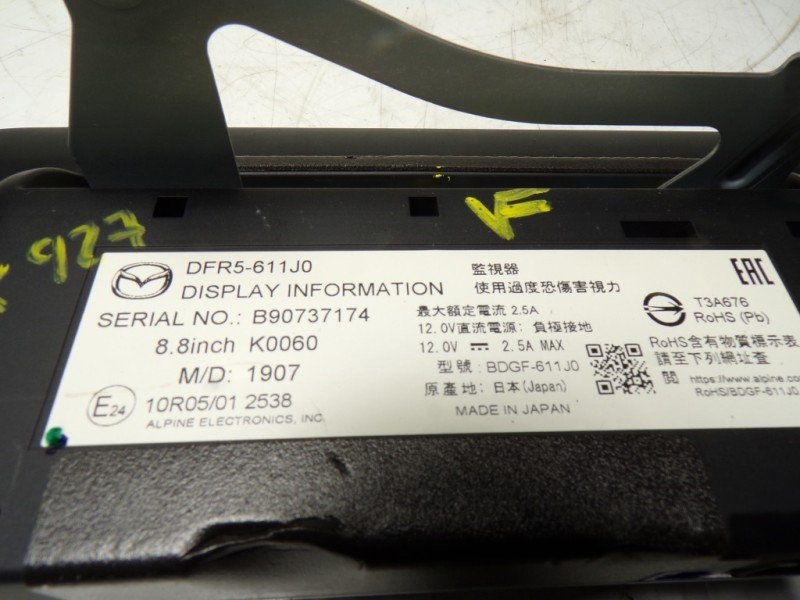 927
DFR5-611J0
DISPLAY INFORMATION
SERIAL NO.: B90737174
8.8inch K0060
M/D: 1907
E24
10R05/01 2538
ALPINE ELECTRONICS, INC.
監視器
使用過度恐傷害視力
最大額定電流 2.5A
12.0V直流電源: 負極接地
12.0V 2.5A MAX
型號: BDGF-611J0
原產地: 日本(Japan)
MADE IN JAPAN
EAC
T3A676
RoHS (Pb)
RoHS含有物質標示表
請至下列網址查
閱 https://www.alpine.com
RoHS/BDGF-611J0